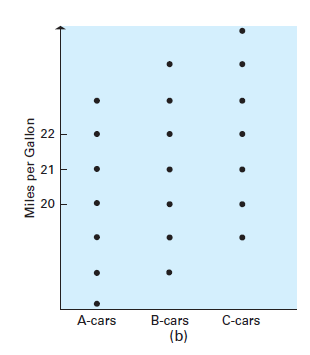 Miles per Gallon
22
21
20
A-cars B-cars C-cars
(b)